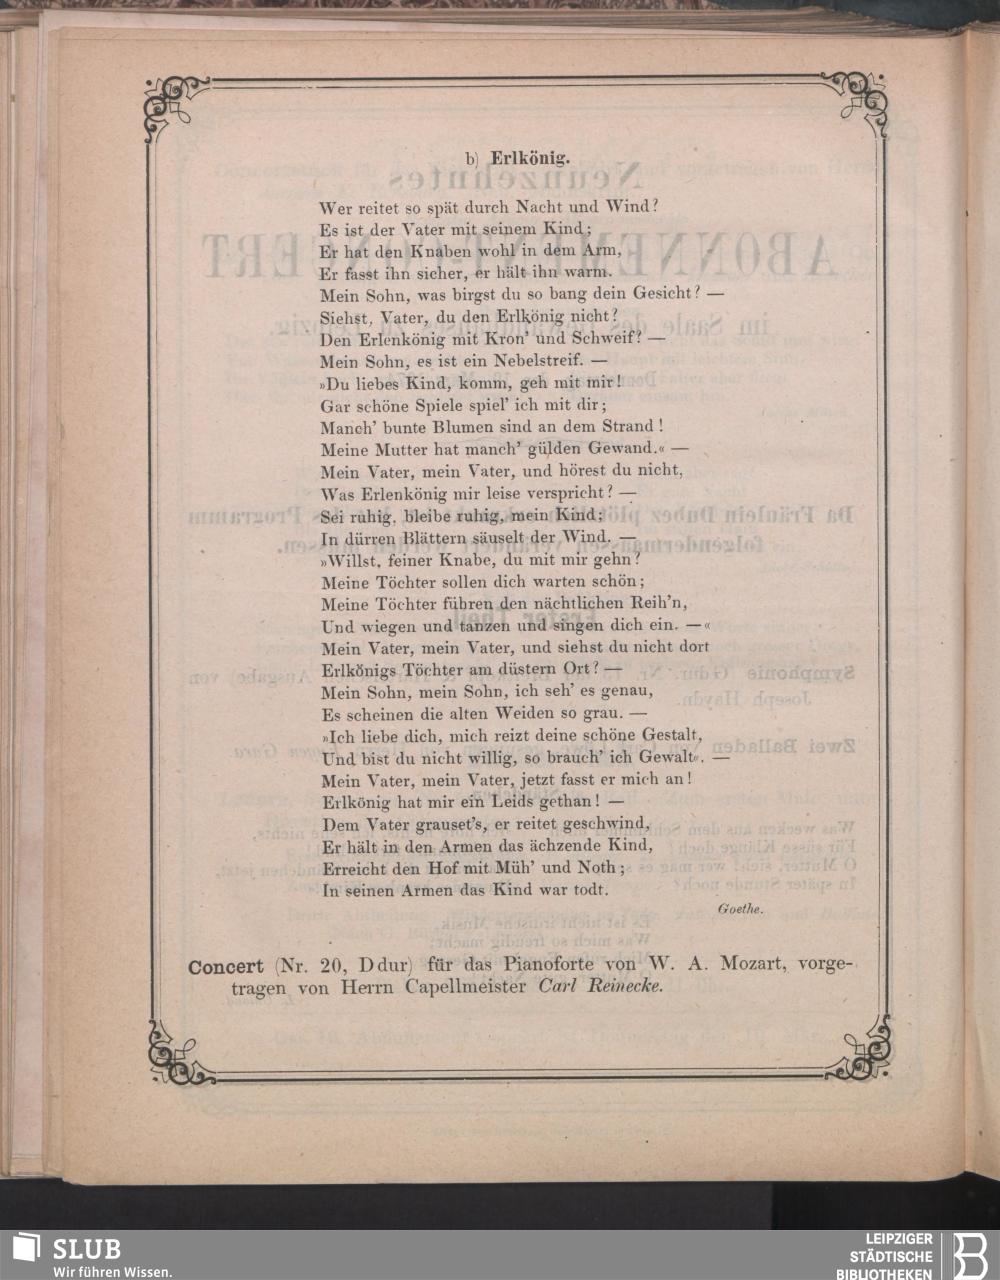 b) Erlkönig.
Wer reitet so spät durch Nacht und Wind?
Es ist der Vater mit seinem Kind;
Er hat den Knaben wohl in dem Arm,
Er fasst ihn sicher, er hält ihn warm.
Mein Sohn, was birgst du so bang dein Gesicht? —
Siehst, Vater, du den Erlkönig nicht?
Den Erlenkönig mit Kron' und Schweif? —
Mein Sohn, es ist ein Nebelstreif. —
»Du liebes Kind, komm, geh mit mir!
Gar schöne Spiele spiel' ich mit dir;
Manch' bunte Blumen sind an dem Strand!
Meine Mutter hat manch' gülden Gewand.« —
Mein Vater, mein Vater, und hörest du nicht,
Was Erlenkönig mir leise verspricht? —
Sei ruhig, bleibe ruhig, mein Kind;
In dürren Blättern säuselt der Wind. —
»Willst, feiner Knabe, du mit mir gehn?
Meine Töchter sollen dich warten schön;
Meine Töchter führen den nächtlichen Reih'n,
Und wiegen und tanzen und singen dich ein. —«
Mein Vater, mein Vater, und siehst du nicht dort
Erlkönigs Töchter am düstern Ort? —
Mein Sohn, mein Sohn, ich seh' es genau,
Es scheinen die alten Weiden so grau. —
»Ich liebe dich, mich reizt deine schöne Gestalt,
Und bist du nicht willig, so brauch' ich Gewalt«. —
Mein Vater, mein Vater, jetzt fasst er mich an!
Erlkönig hat mir ein Leids gethan! —
Dem Vater grauset's, er reitet geschwind,
Er hält in den Armen das ächzende Kind,
Erreicht den Hof mit Müh' und Noth;
In seinen Armen das Kind war todt.
Goethe.
Concert (Nr. 20, Ddur) für das Pianoforte von W. A. Mozart, vorge-
tragen von Herrn Capellmeister Carl Reinecke.
SLUB
Wir führen Wissen.
LEIPZIGER
STÄDTISCHE
BIBLIOTHEKEN